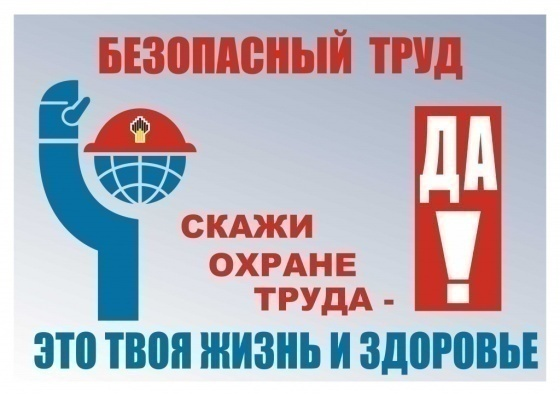 БЕЗОПАСНЫЙ ТРУД
СКАЖИ
ОХРАНЕ
ТРУДА -
ДА
!
ЭТО ТВОЯ ЖИЗНЬ И ЗДОРОВЬЕ